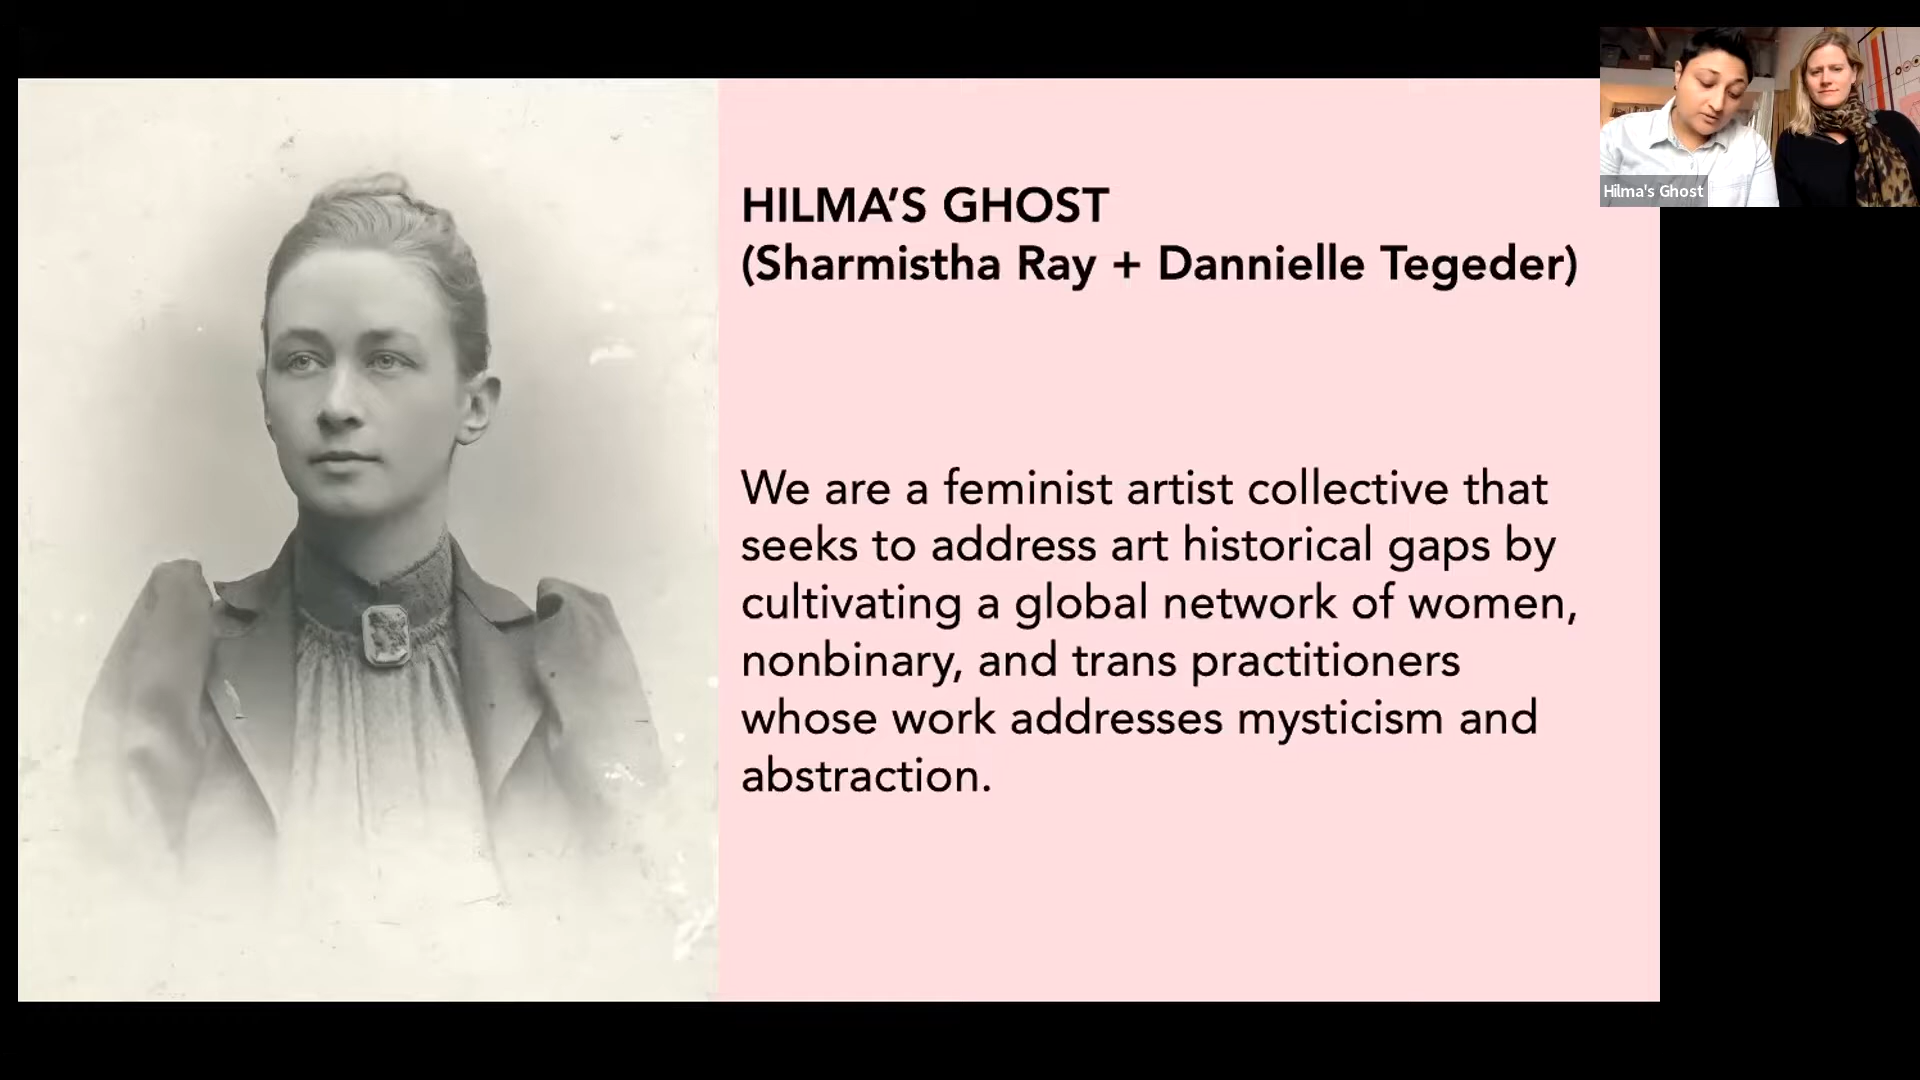 HILMA’S GHOST
(Sharmistha Ray + Dannielle Tegeder)
We are a feminist artist collective that
seeks to address art historical gaps by
cultivating a global network of women,
nonbinary, and trans practitioners
whose work addresses mysticism and
abstraction.
Hilma's Ghost